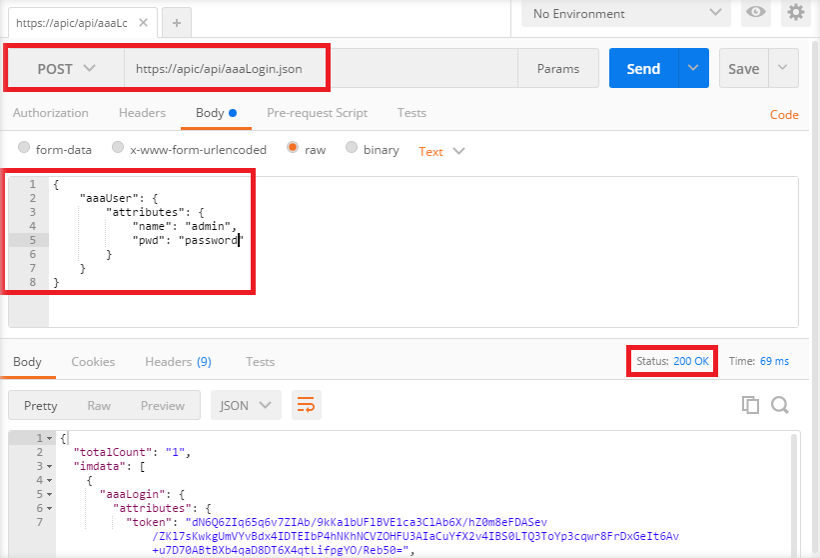 https://apic/api/aaaLc
No Environment
POST
https://apic/api/aaaLogin.json
Params
Send
Save
Authorization
Headers
Body
Pre-request Script
Tests
Code
form-data
x-www-form-urlencoded
raw
binary
Text
1 {
2 "aaaUser": {
3 "attributes": {
4 "name": "admin",
5 "pwd": "password"
6 }
7 }
8 }
Body
Cookies
Headers (9)
Tests
Status: 200 OK
Time: 69 ms
Pretty
Raw
Preview
JSON
1 {
2 "totalCount": "1",
3 "imdata": [
4 {
5 "aaaLogin": {
6 "attributes": {
7 "token": "dN6Q6ZIq65q6v7ZIAb/9kKa1bUFlBVE1ca3ClAb6X/hZ0m8eFDASev
/ZKl7sKwkgUmVYvBdx4IDTEIbP4hNKhNCVZOHFU3AIaCuYfX2v4IBS0LTQ3ToYp3cqwr8FrDxGeIt6Av
+u7D70ABtBXb4qaD8DT6X4qtLifpgYO/Reb50=",